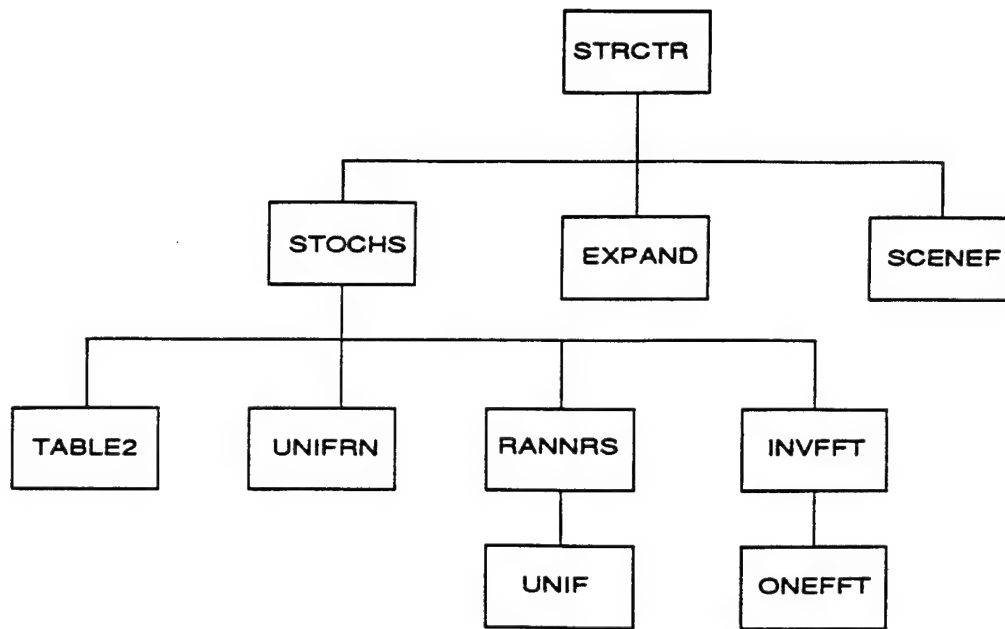 STRCTR
STOCHS
EXPAND
SCENEF
TABLE2
UNIFRN
RANNRS
INVFFT
UNIF
ONEFFT